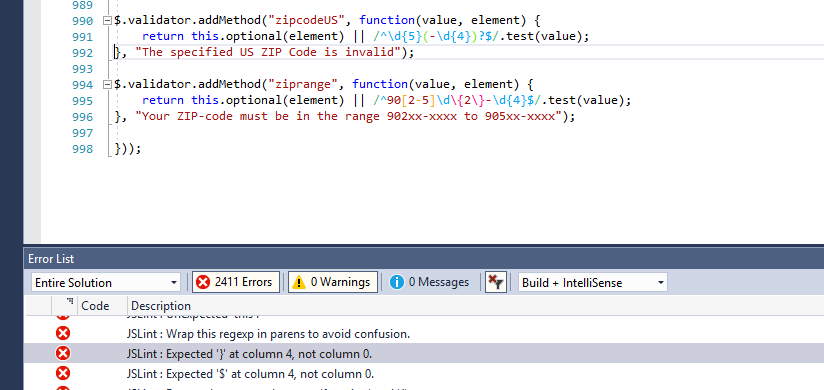 989
990 $.validator.addMethod("zipcodeUS", function(value, element) {
991 return this.optional(element) || /^\d{5}(-\d{4})?$/.test(value);
992 }, "The specified US ZIP Code is invalid");
993
994 $.validator.addMethod("ziprange", function(value, element) {
995 return this.optional(element) || /^90[2-5]\d\{2\}-\d{4}$/.test(value);
996 }, "Your ZIP-code must be in the range 902xx-xxxx to 905xx-xxxx");
997
998 }));
Error List
Entire Solution 2411 Errors 0 Warnings 0 Messages Build + IntelliSense
Code Description
JSLint : Wrap this regexp in parens to avoid confusion.
JSLint : Expected '}' at column 4, not column 0.
JSLint : Expected '$' at column 4, not column 0.